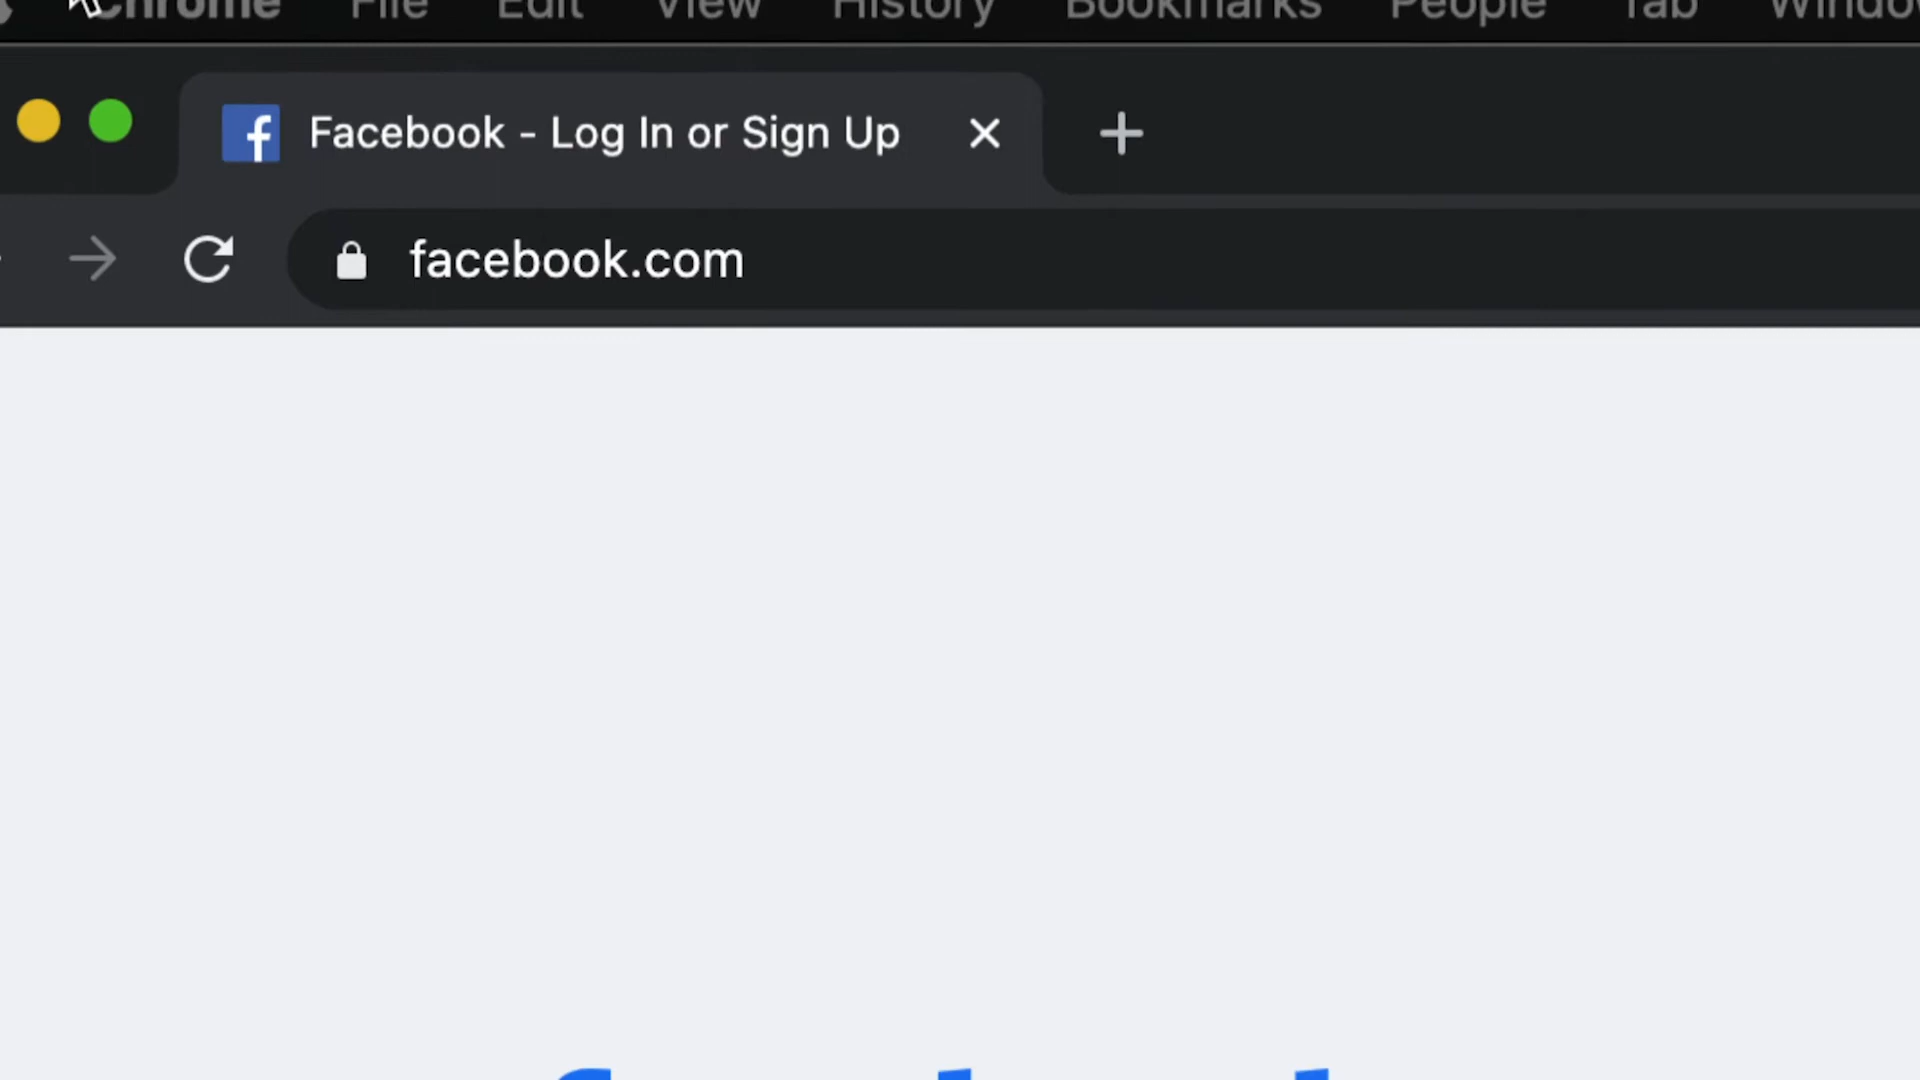 Chrome File Edit View History Bookmarks People Tab
Facebook - Log In or Sign Up
facebook.com